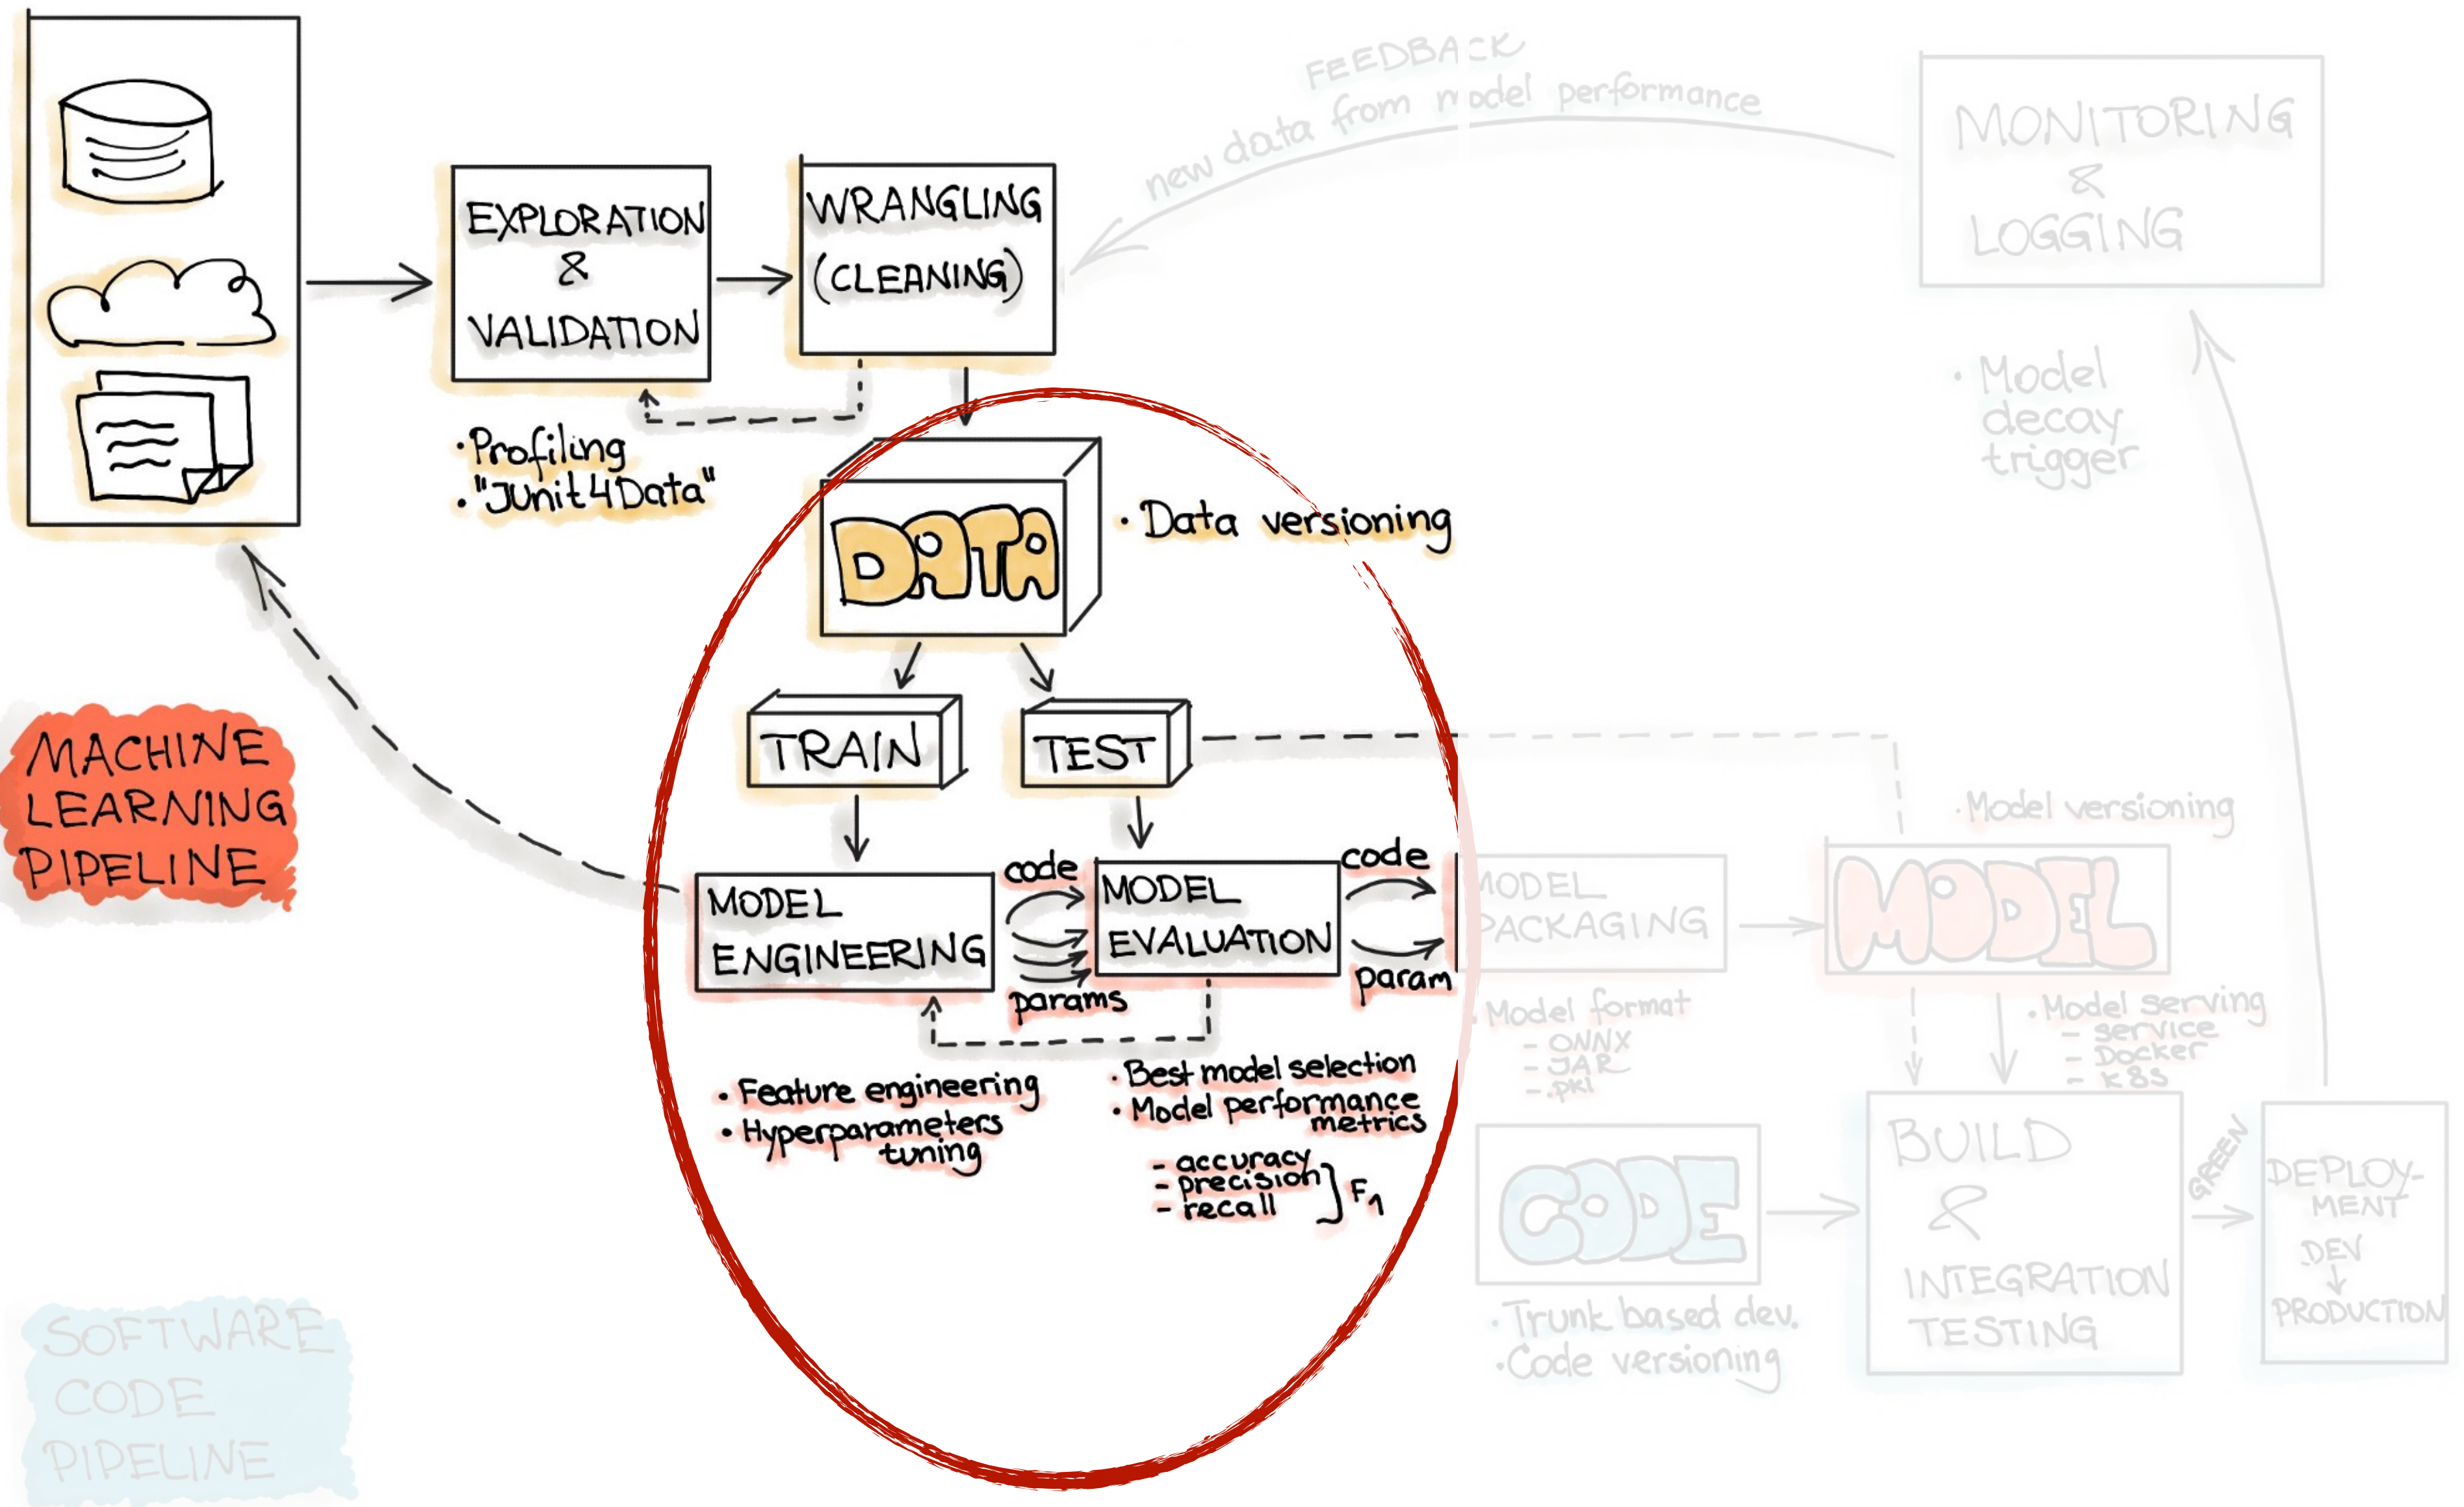 FEEDBACK
new data from model performance
MONITORING
&
LOGGING
EXPLORATION
&
VALIDATION
WRANGLING
(CLEANING)
• Profiling
• "JUnit4Data"
• Model
decay
trigger
DATA
• Data versioning
TRAIN
TEST
MACHINE
LEARNING
PIPELINE
• Model versioning
MODEL
ENGINEERING
code
params
MODEL
EVALUATION
code
param
MODEL
PACKAGING
MODEL
• Feature engineering
• Hyperparameters
tuning
• Best model selection
• Model performance
metrics
- accuracy
- precision
- recall
F1
• Model format
- ONNX
- JAR
- .pkl
• Model serving
- service
- Docker
- K8S
CODE
• Trunk based dev.
• Code versioning
BUILD
&
INTEGRATION
TESTING
GREEN
DEPLOY-
MENT
DEV
PRODUCTION
SOFTWARE
CODE
PIPELINE